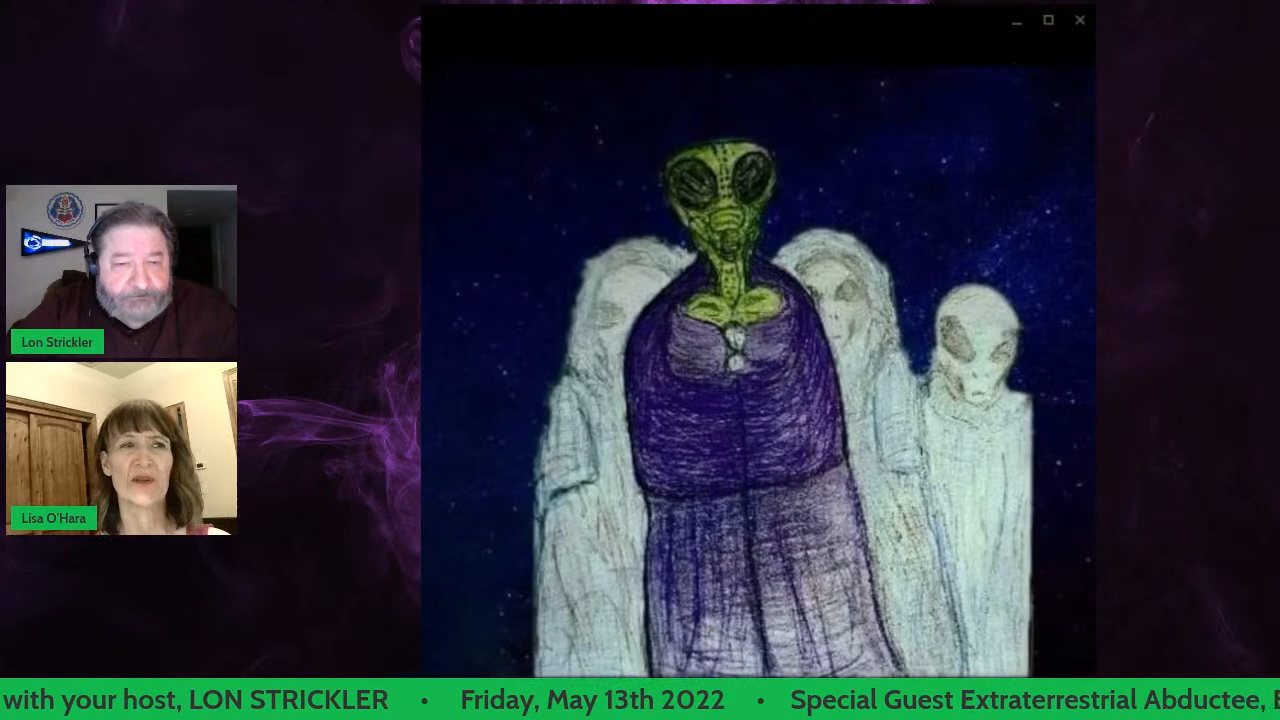 Lon Strickler
Lisa O'Hara
with your host, LON STRICKLER • Friday, May 13th 2022 • Special Guest Extraterrestrial Abductee,